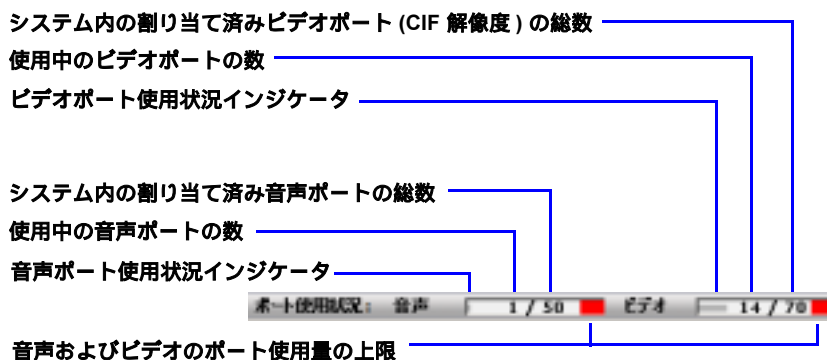 システム内の割り当て済みビデオポート (CIF 解像度 ) の総数
使用中のビデオポートの数
ビデオポート使用状況インジケータ
システム内の割り当て済み音声ポートの総数
使用中の音声ポートの数
音声ポート使用状況インジケータ
ポート使用状況: 音声 1 / 50 ビデオ 14 / 70
音声およびビデオのポート使用量の上限